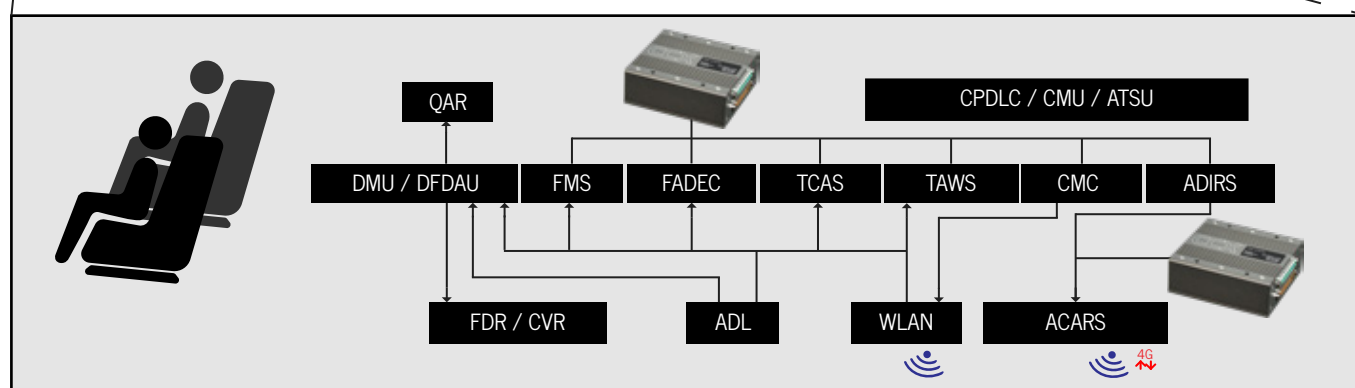 QAR
CPDLC / CMU / ATSU
DMU / DFDAU
FMS
FADEC
TCAS
TAWS
CMC
ADIRS
FDR / CVR
ADL
WLAN
ACARS
4G